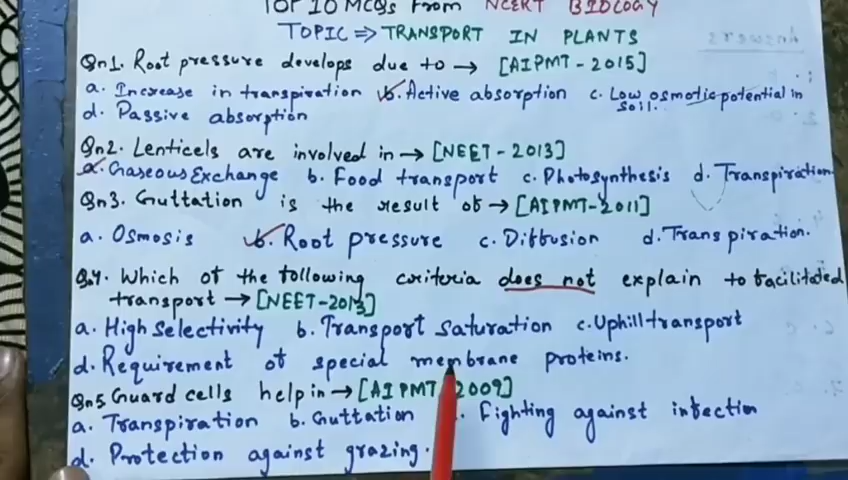 TOP 10 MCQs From NCERT BIOLOGY
TOPIC ⇒ TRANSPORT IN PLANTS
Qn1. Root pressure develops due to → [AIPMT-2015]
a. Increase in transpiration b. Active absorption c. Low osmotic potential in soil.
d. Passive absorption
Qn2. Lenticels are involved in → [NEET-2013]
a. Gaseous Exchange b. Food transport c. Photosynthesis d. Transpiration
Qn3. Guttation is the result of → [AIPMT-2011]
a. Osmosis b. Root pressure c. Diffusion d. Transpiration.
Qn4. Which of the following criteria does not explain to facilitated
transport → [NEET-2013]
a. High Selectivity b. Transport saturation c. Uphill transport
d. Requirement of special membrane proteins.
Qn5 Guard cells help in → [AIPMT-2009]
a. Transpiration b. Guttation . Fighting against infection
d. Protection against grazing.